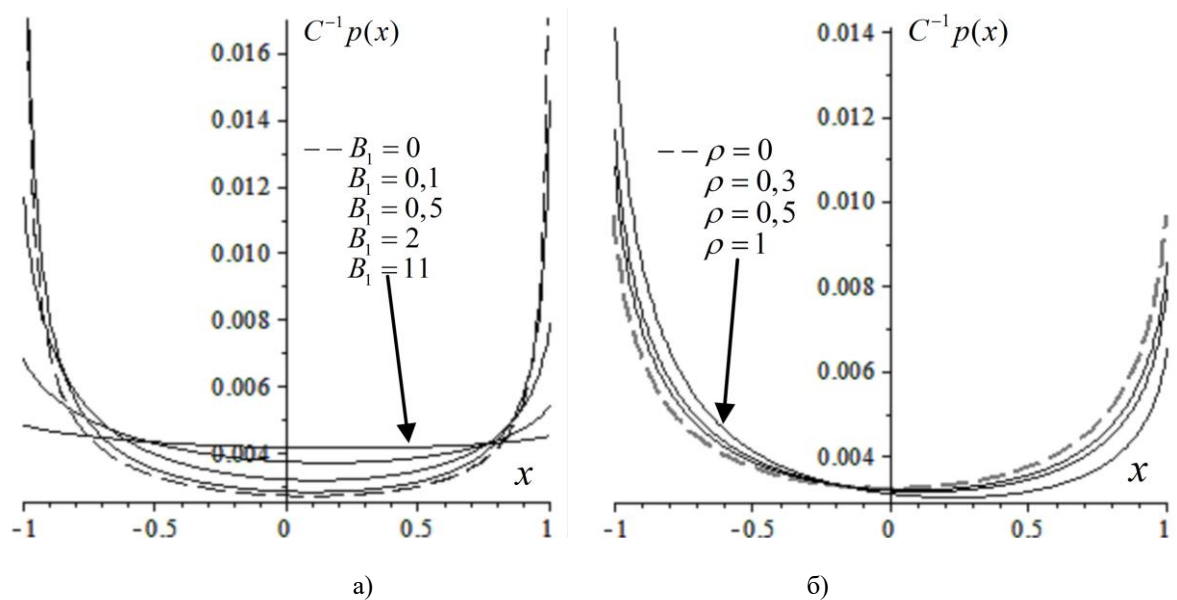 C⁻¹p(x)
0.016
0.014
0.012
0.010
0.008
0.006
0.004
B₁ = 0
B₁ = 0,1
B₁ = 0,5
B₁ = 2
B₁ = 11
x
-1 -0.5 0 0.5 1
а)
C⁻¹p(x)
0.014
0.012
0.010
0.008
0.006
0.004
ρ = 0
ρ = 0,3
ρ = 0,5
ρ = 1
x
-1 -0.5 0 0.5 1
б)